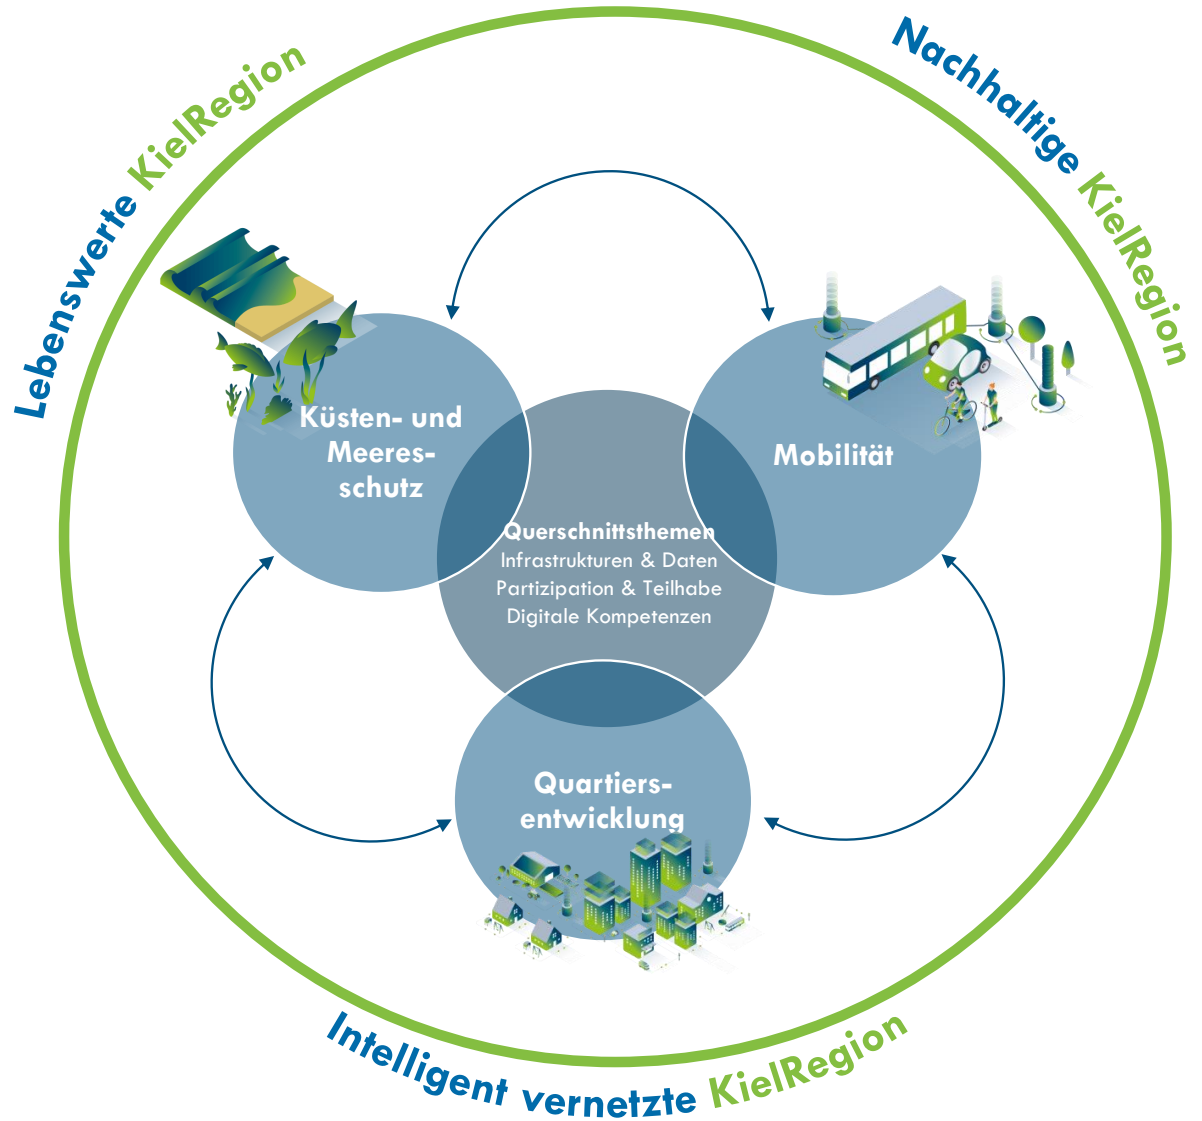 Lebenswerte KielRegion
Nachhaltige KielRegion
Küsten- und
Meeres-
schutz
Mobilität
Querschnittsthemen
Infrastrukturen & Daten
Partizipation & Teilhabe
Digitale Kompetenzen
Quartiers-
entwicklung
Intelligent vernetzte KielRegion